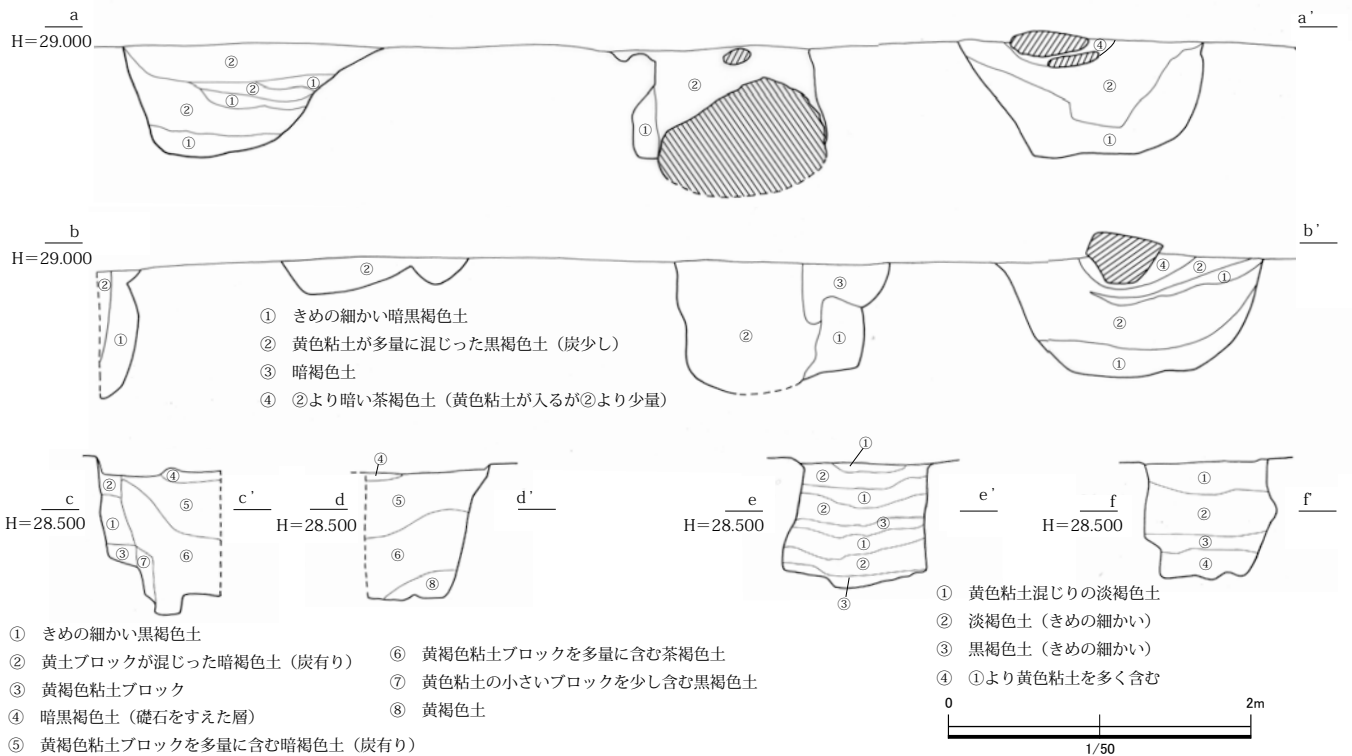 a
a’
H＝29.000
②
②
①
①
②
①
②
①
④
②
①
b
b’
H＝29.000
②
①
②
③
②
①
④
②
①
②
①
① きめの細かい暗黒褐色土
② 黄色粘土が多量に混じった黒褐色土（炭少し）
③ 暗褐色土
④ ②より暗い茶褐色土（黄色粘土が入るが②より少量）
c
c’
H＝28.500
②
④
⑤
①
③
⑦
⑥
d
d’
H＝28.500
④
⑤
⑥
⑧
e
e’
H＝28.500
①
②
①
②
③
①
②
③
f
f’
H＝28.500
①
②
③
④
① きめの細かい黒褐色土
② 黄土ブロックが混じった暗褐色土（炭有り）
③ 黄褐色粘土ブロック
④ 暗黒褐色土（礎石をすえた層）
⑤ 黄褐色粘土ブロックを多量に含む暗褐色土（炭有り）
⑥ 黄褐色粘土ブロックを多量に含む茶褐色土
⑦ 黄色粘土の小さいブロックを少し含む黒褐色土
⑧ 黄褐色土
① 黄色粘土混じりの淡褐色土
② 淡褐色土（きめの細かい）
③ 黒褐色土（きめの細かい）
④ ①より黄色粘土を多く含む
0
2m
1/50